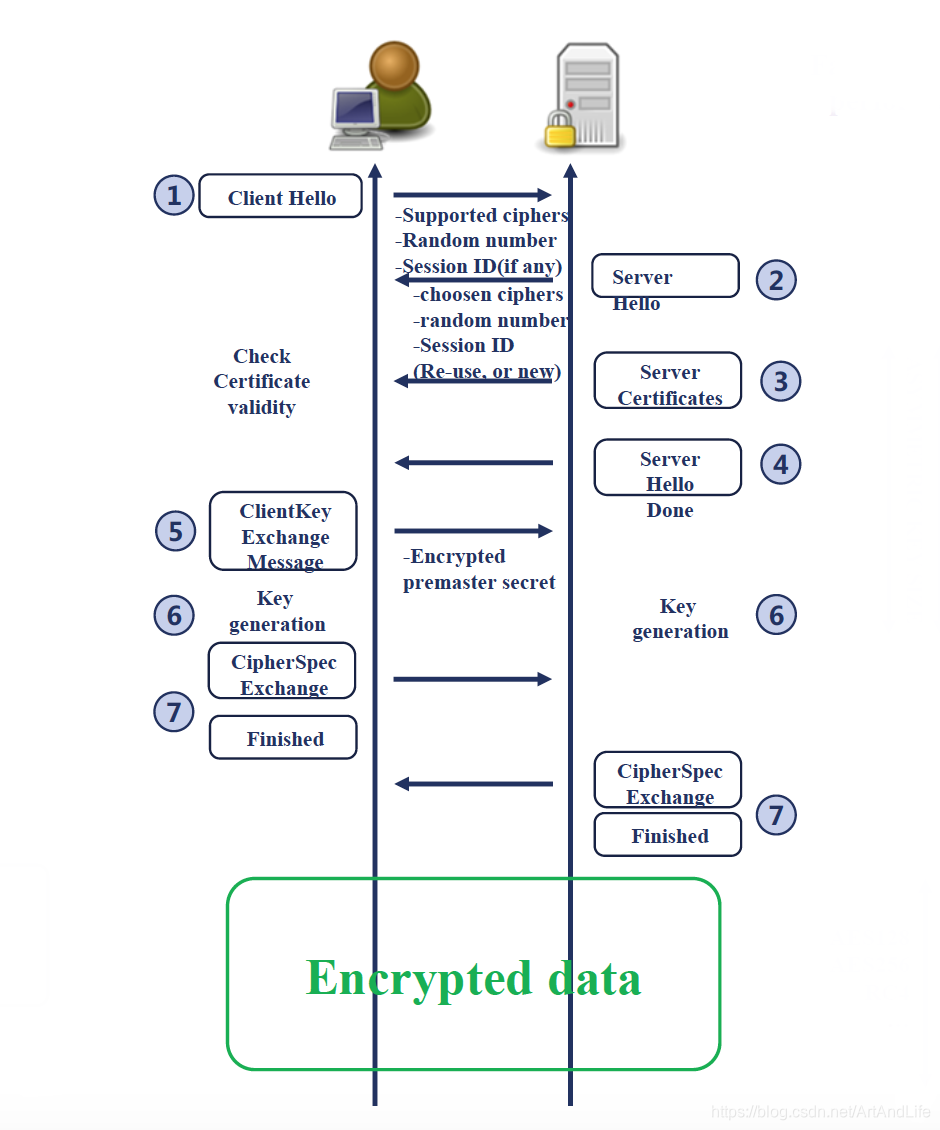 1
Client Hello
-Supported ciphers
-Random number
-Session ID(if any)
Server
Hello
2
-choosen ciphers
-random number
-Session ID
(Re-use, or new)
Check
Certificate
validity
Server
Certificates
3
Server
Hello
Done
4
5
ClientKey
Exchange
Message
-Encrypted
premaster secret
6
Key
generation
Key
generation
6
CipherSpec
Exchange
7
Finished
CipherSpec
Exchange
7
Finished
Encrypted data
https://blog.csdn.net/ArtAndLife